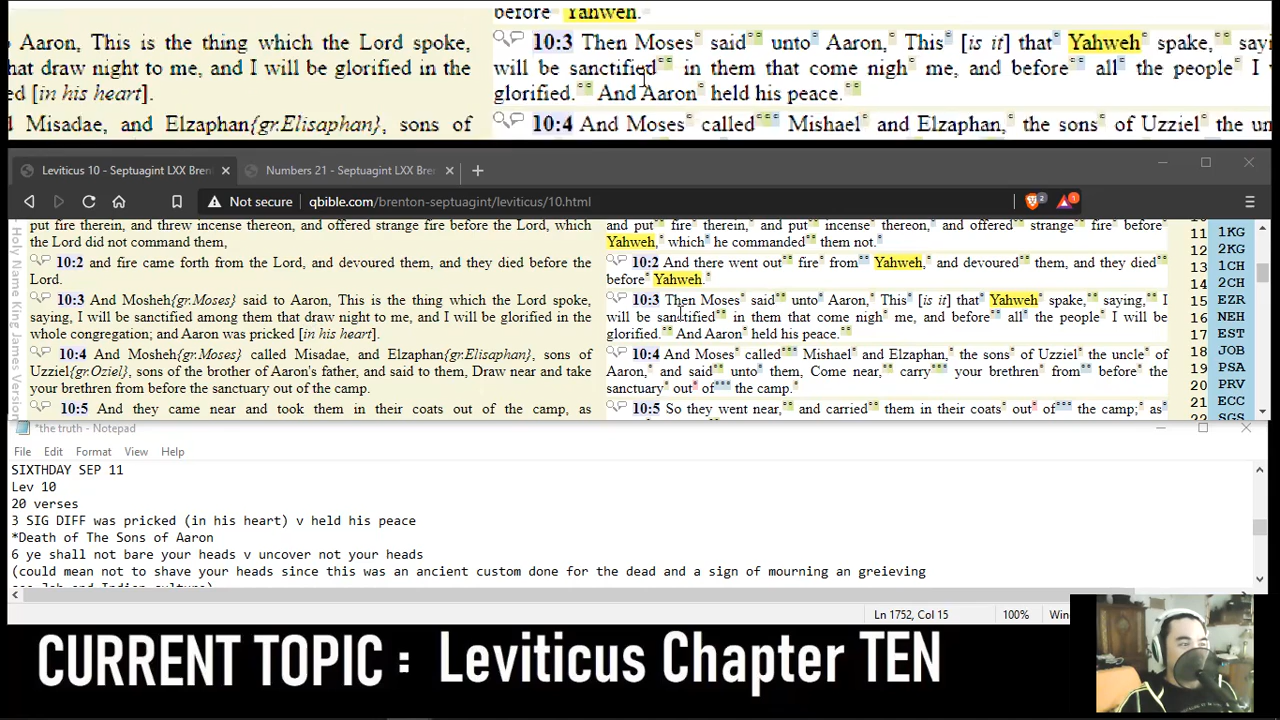 before Yahweh.
Aaron, This is the thing which the Lord spoke,
hat draw night to me, and I will be glorified in the
ed [in his heart].
Misadae, and Elzaphan{gr.Elisaphan}, sons of
10:3 Then Moses said unto Aaron, This [is it] that Yahweh spake, sayi
will be sanctified in them that come nigh me, and before all the people I
glorified. And Aaron held his peace.
10:4 And Moses called Mishael and Elzaphan, the sons of Uzziel the un
Leviticus 10 - Septuagint LXX Bren
Numbers 21 - Septuagint LXX Bren
Not secure qbible.com/brenton-septuagint/leviticus/10.html
- Holy Name King James Version
put fire therein, and threw incense thereon, and offered strange fire before the Lord, which
the Lord did not command them,
10:2 and fire came forth from the Lord, and devoured them, and they died before the
Lord.
10:3 And Mosheh{gr.Moses} said to Aaron, This is the thing which the Lord spoke,
saying, I will be sanctified among them that draw night to me, and I will be glorified in the
whole congregation; and Aaron was pricked [in his heart].
10:4 And Mosheh{gr.Moses} called Misadae, and Elzaphan{gr.Elisaphan}, sons of
Uzziel{gr.Oziel}, sons of the brother of Aaron's father, and said to them, Draw near and take
your brethren from before the sanctuary out of the camp.
10:5 And they came near and took them in their coats out of the camp, as
and put fire therein, and put incense thereon, and offered strange fire before
Yahweh, which he commanded them not.
10:2 And there went out fire from Yahweh, and devoured them, and they died
before Yahweh.
10:3 Then Moses said unto Aaron, This [is it] that Yahweh spake, saying, I
will be sanctified in them that come nigh me, and before all the people I will be
glorified. And Aaron held his peace.
10:4 And Moses called Mishael and Elzaphan, the sons of Uzziel the uncle of
Aaron, and said unto them, Come near, carry your brethren from before the
sanctuary out of the camp.
10:5 So they went near, and carried them in their coats out of the camp; as
11 1KG
12 2KG
13 1CH
14 2CH
15 EZR
16 NEH
17 EST
18 JOB
19 PSA
20 PRV
21 ECC
22 SGS
*the truth - Notepad
File Edit Format View Help
SIXTHDAY SEP 11
Lev 10
20 verses
3 SIG DIFF was pricked (in his heart) v held his peace
*Death of The Sons of Aaron
6 ye shall not bare your heads v uncover not your heads
(could mean not to shave your heads since this was an ancient custom done for the dead and a sign of mourning an greieving
see Job and Indian culture)
Ln 1752, Col 15 100% Win
CURRENT TOPIC : Leviticus Chapter TEN